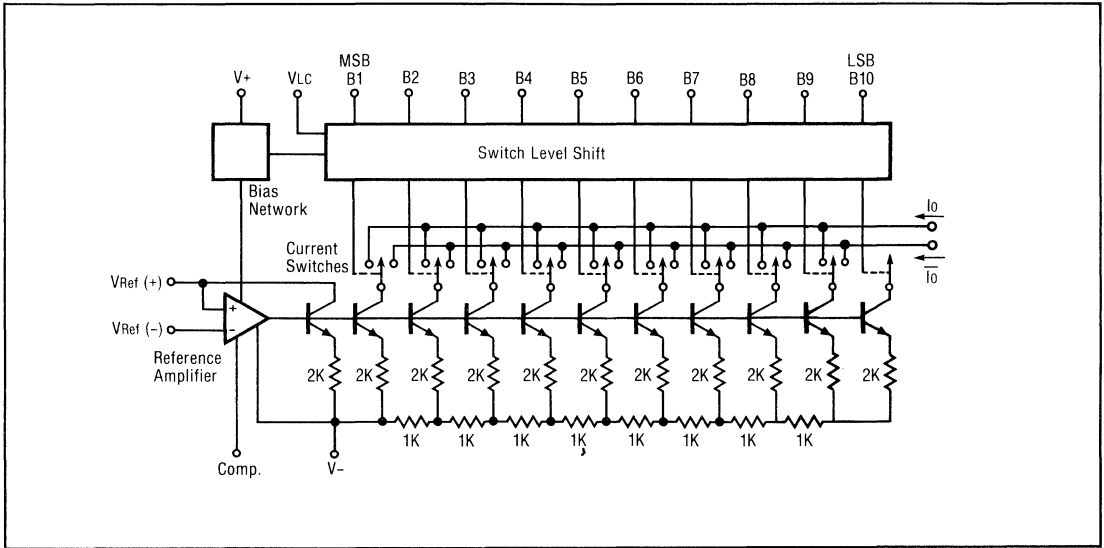 MSB LSB
V+ VLC B1 B2 B3 B4 B5 B6 B7 B8 B9 B10
Switch Level Shift
Bias
Network
IO
Current
Switches
IO
VRef (+)
+
VRef (-)
-
Reference
Amplifier
2K 2K 2K 2K 2K 2K 2K 2K 2K 2K 2K
1K 1K 1K 1K 1K 1K 1K 1K
Comp. V-